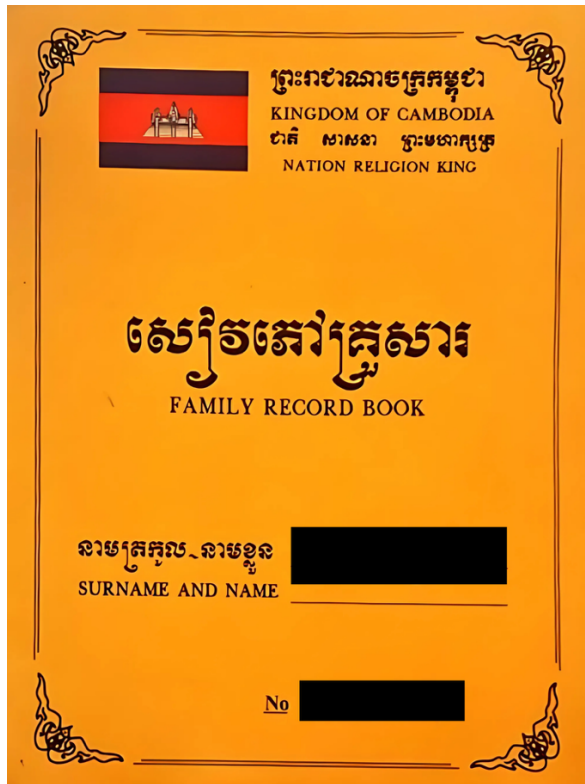 ព្រះរាជាណាចក្រកម្ពុជា
KINGDOM OF CAMBODIA
ជាតិ សាសនា ព្រះមហាក្សត្រ
NATION RELIGION KING
សៀវភៅគ្រួសារ
FAMILY RECORD BOOK
នាមត្រកូល~នាមខ្លួន
SURNAME AND NAME
No